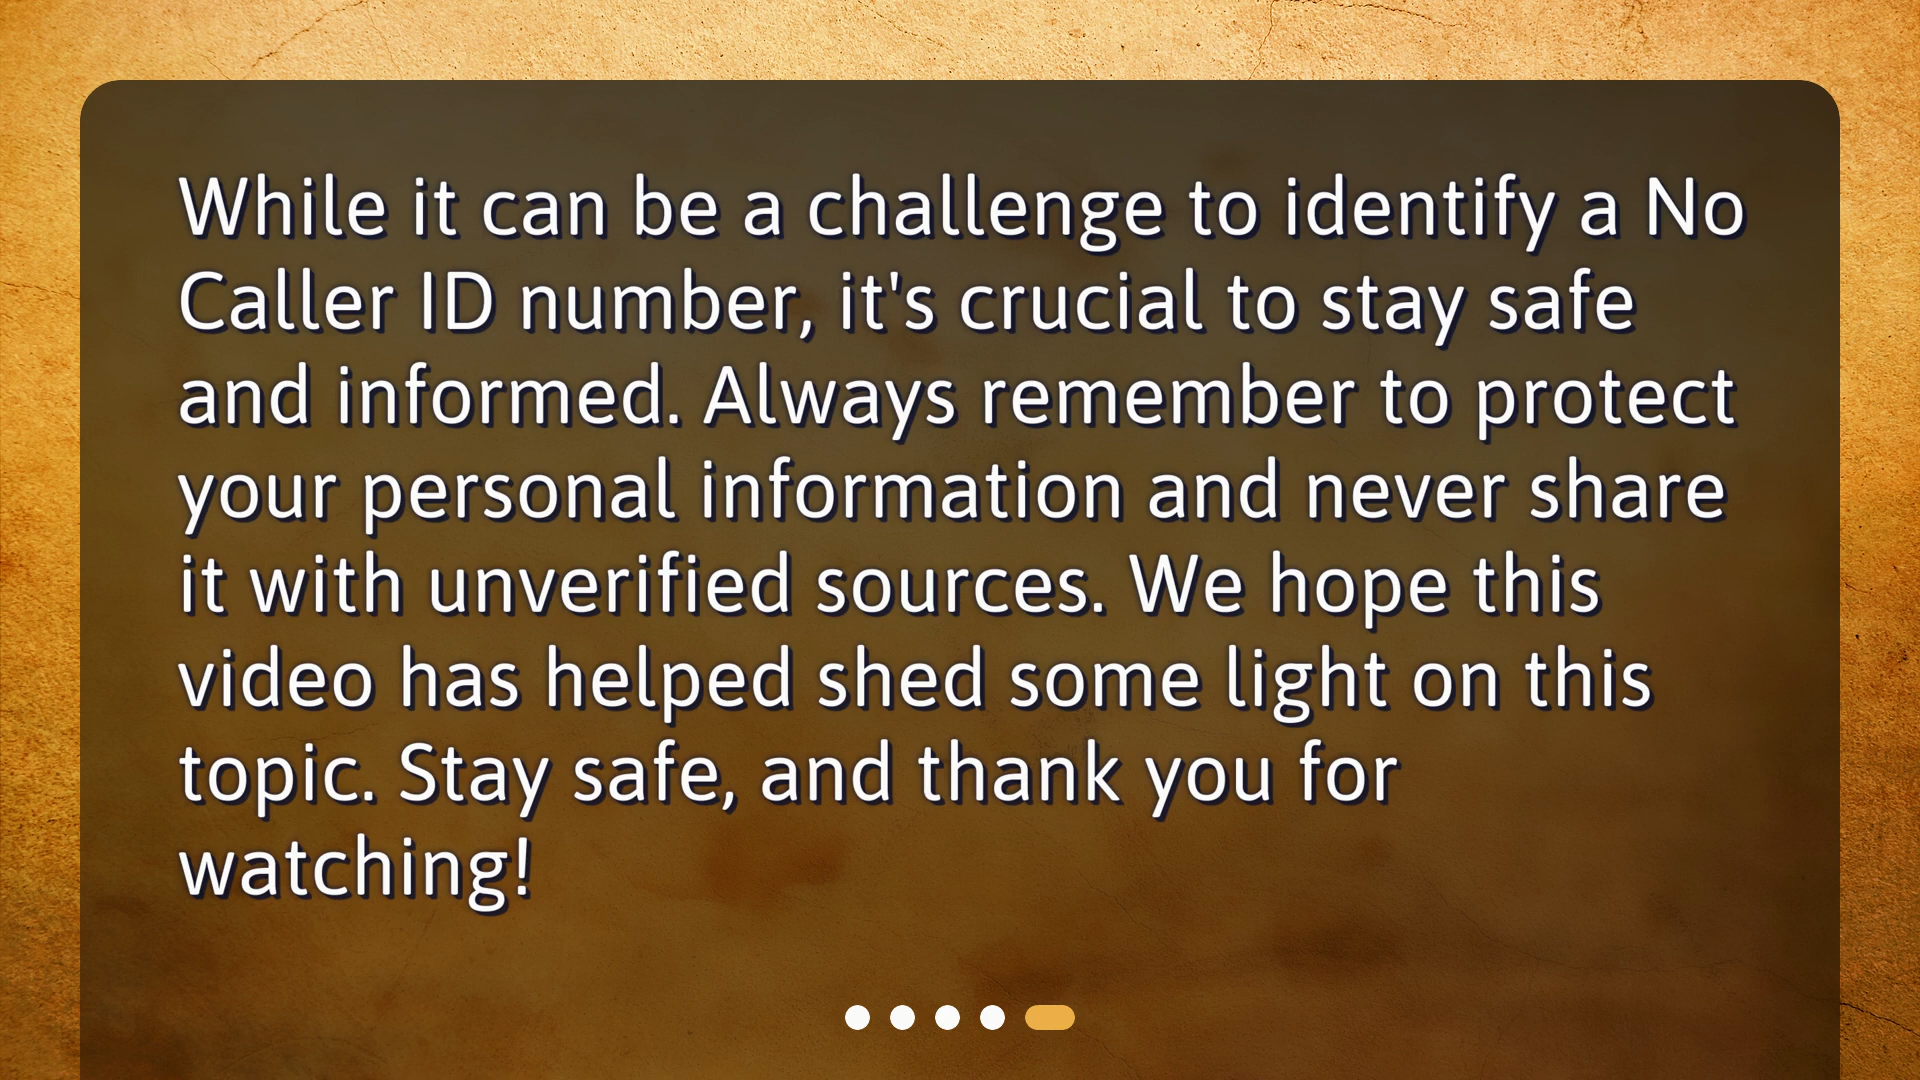 While it can be a challenge to identify a No
Caller ID number, it's crucial to stay safe
and informed. Always remember to protect
your personal information and never share
it with unverified sources. We hope this
video has helped shed some light on this
topic. Stay safe, and thank you for
watching!